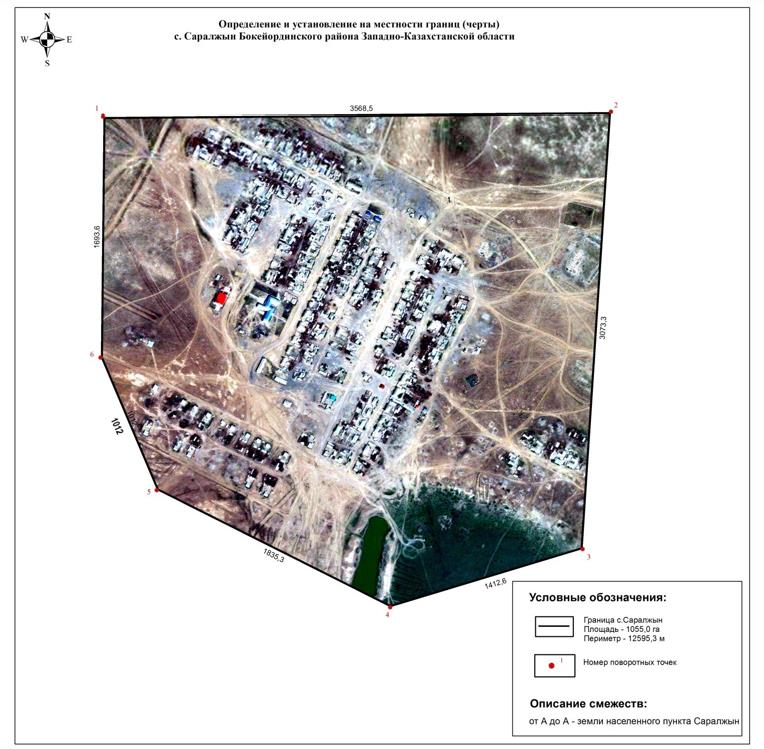 Определение и установление на местности границ (черты)
с. Саралжын Бокейординского района Западно-Казахстанской области
N
W E
S
1
2
3568,5
1693,6
3073,3
6
1012
5
1835,3
3
1412,6
4
Условные обозначения:
Граница с.Саралжын
Площадь - 1055,0 га
Периметр - 12595,3 м
1
Номер поворотных точек
Описание смежеств:
от А до А - земли населенного пункта Саралжын